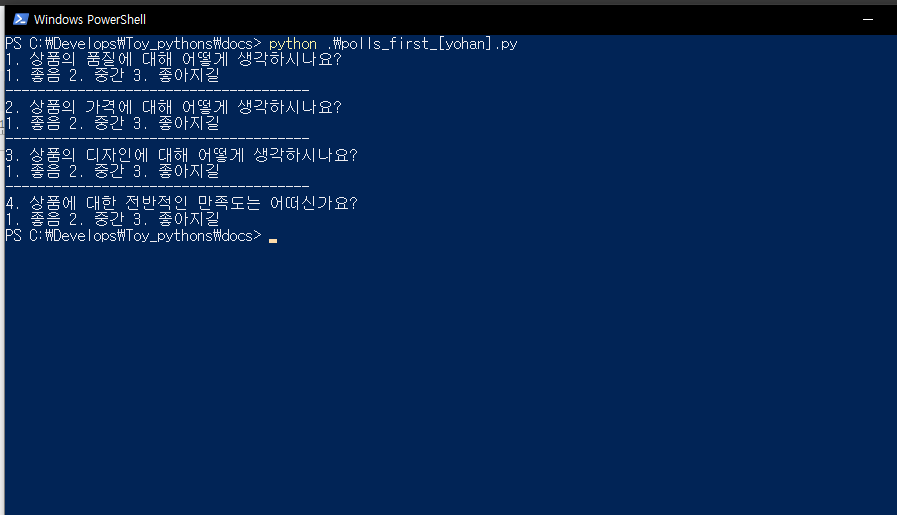 Windows PowerShell
PS C:₩Develops₩Toy_pythons₩docs> python .₩polls_first_[yohan].py
1. 상품의 품질에 대해 어떻게 생각하시나요?
1. 좋음 2. 중간 3. 좋아지길
--------------------------------------
2. 상품의 가격에 대해 어떻게 생각하시나요?
1. 좋음 2. 중간 3. 좋아지길
--------------------------------------
3. 상품의 디자인에 대해 어떻게 생각하시나요?
1. 좋음 2. 중간 3. 좋아지길
--------------------------------------
4. 상품에 대한 전반적인 만족도는 어떠신가요?
1. 좋음 2. 중간 3. 좋아지길
PS C:₩Develops₩Toy_pythons₩docs>